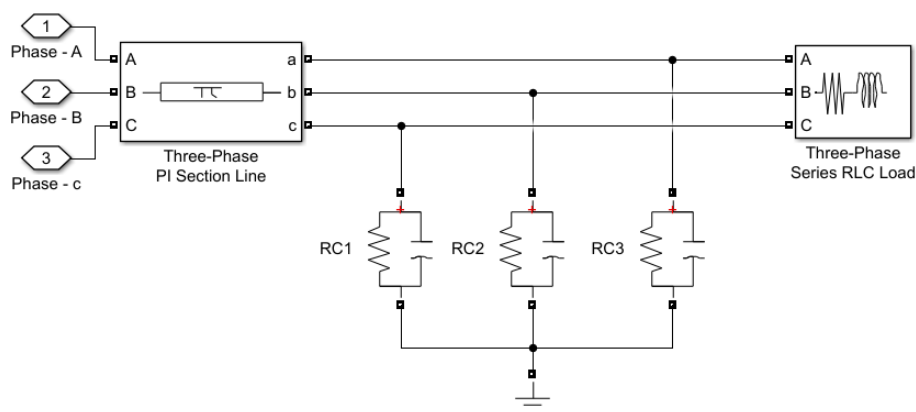 1
Phase - A
2
Phase - B
3
Phase - c
A
B
C
a
b
c
Three-Phase
PI Section Line
A
B
C
Three-Phase
Series RLC Load
RC1
RC2
RC3